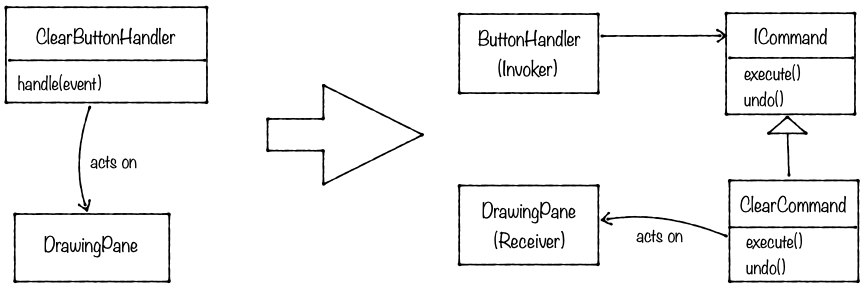 ClearButtonHandler
handle(event)
acts on
DrawingPane
ButtonHandler
(Invoker)
ICommand
execute()
undo()
DrawingPane
(Receiver)
acts on
ClearCommand
execute()
undo()